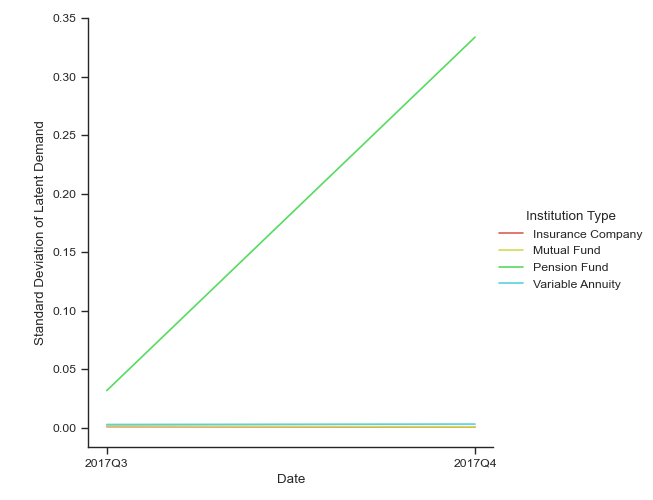 0.35
0.30
0.25
0.20
0.15
0.10
0.05
0.00
Standard Deviation of Latent Demand
2017Q3
2017Q4
Date
Institution Type
Insurance Company
Mutual Fund
Pension Fund
Variable Annuity